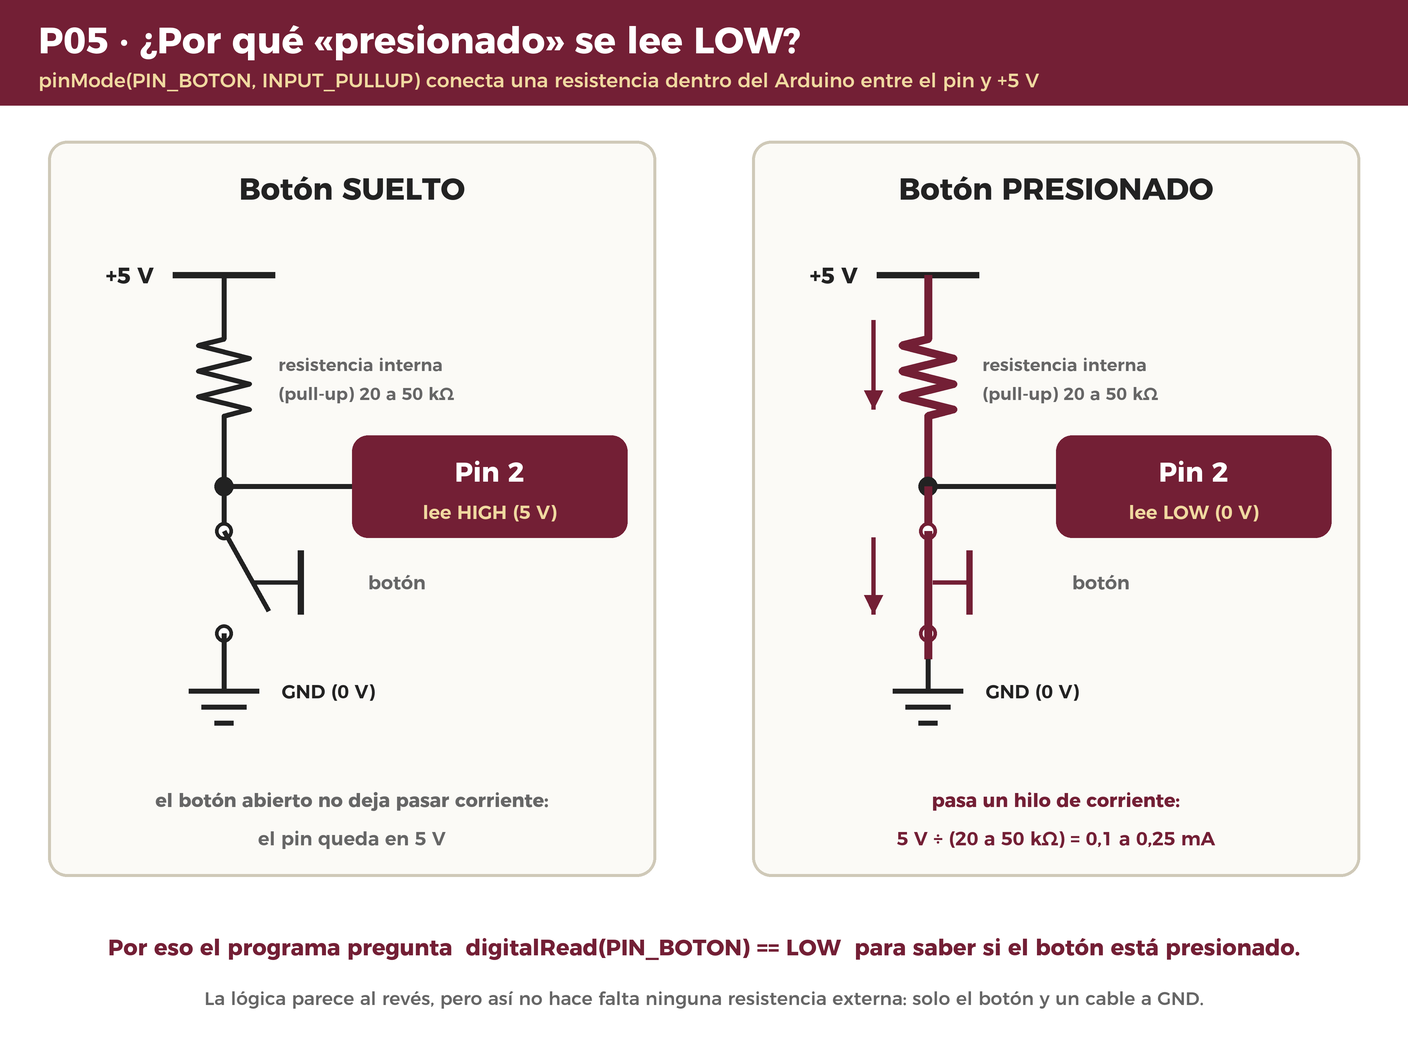 P05 · ¿Por qué «presionado» se lee LOW?
pinMode(PIN_BOTON, INPUT_PULLUP) conecta una resistencia dentro del Arduino entre el pin y +5 V
Botón SUELTO
+5 V
resistencia interna
(pull-up) 20 a 50 kΩ
Pin 2
lee HIGH (5 V)
botón
GND (0 V)
el botón abierto no deja pasar corriente:
el pin queda en 5 V
Botón PRESIONADO
+5 V
resistencia interna
(pull-up) 20 a 50 kΩ
Pin 2
lee LOW (0 V)
botón
GND (0 V)
pasa un hilo de corriente:
5 V ÷ (20 a 50 kΩ) = 0,1 a 0,25 mA
Por eso el programa pregunta digitalRead(PIN_BOTON) == LOW para saber si el botón está presionado.
La lógica parece al revés, pero así no hace falta ninguna resistencia externa: solo el botón y un cable a GND.